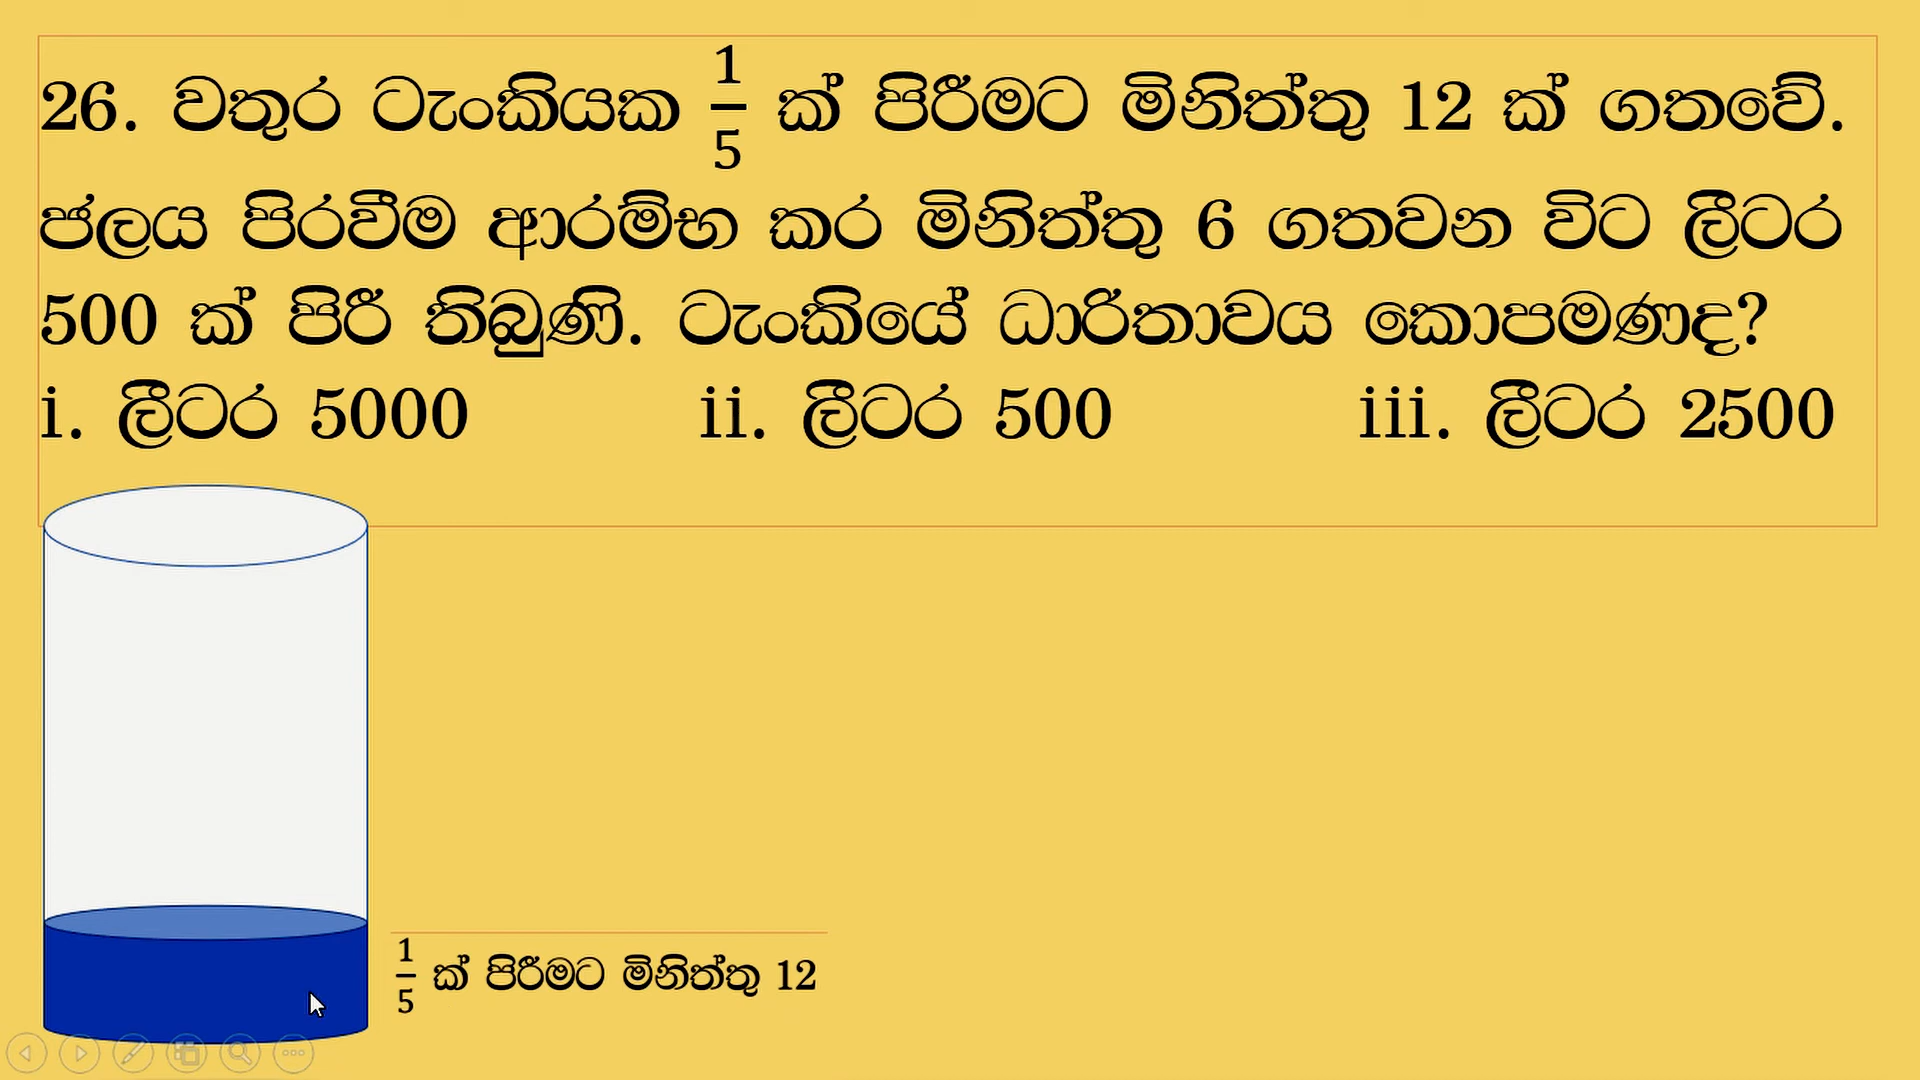 26. වතුර ටැංකියක 1/5 ක් පිරීමට මිනිත්තු 12 ක් ගතවේ.
ජලය පිරවීම ආරම්භ කර මිනිත්තු 6 ගතවන විට ලීටර
500 ක් පිරී තිබුණි. ටැංකියේ ධාරිතාවය කොපමණද?
i. ලීටර 5000 ii. ලීටර 500 iii. ලීටර 2500
1/5 ක් පිරීමට මිනිත්තු 12